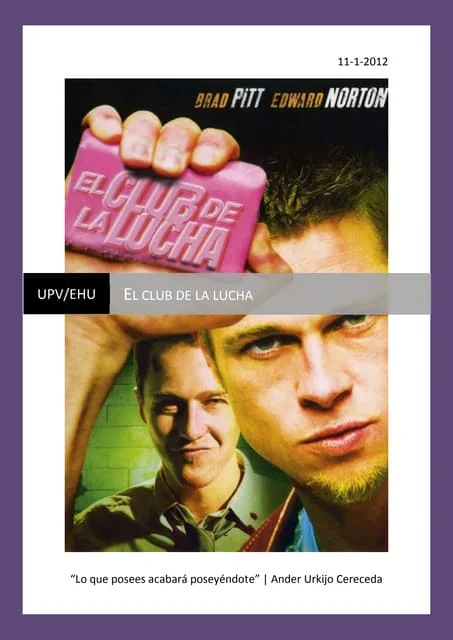 11-1-2012
BRAD PITT EDWARD NORTON
EL CLUB DE
LA LUCHA
UPV/EHU EL CLUB DE LA LUCHA
“Lo que posees acabará poseyéndote” | Ander Urkijo Cereceda